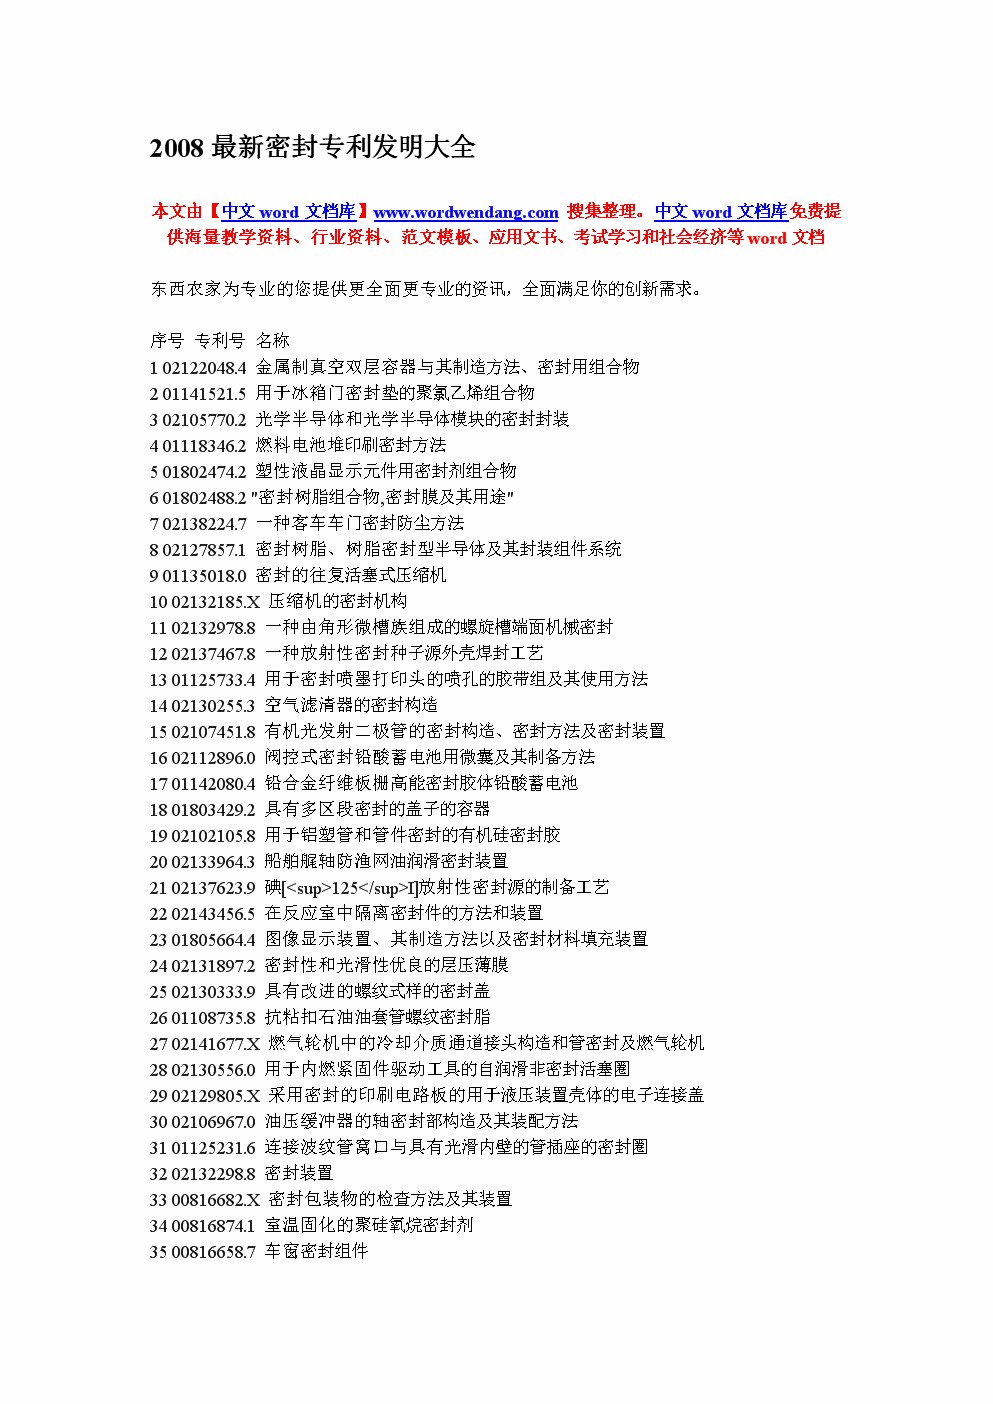 2008 最新密封专利发明大全
本文由【中文 word 文档库】www.wordwendang.com 搜集整理。中文 word 文档库免费提
供海量教学资料、行业资料、范文模板、应用文书、考试学习和社会经济等 word 文档
东西农家为专业的您提供更全面更专业的资讯，全面满足你的创新需求。
序号 专利号 名称
1 02122048.4 金属制真空双层容器与其制造方法、密封用组合物
2 01141521.5 用于冰箱门密封垫的聚氯乙烯组合物
3 02105770.2 光学半导体和光学半导体模块的密封封装
4 01118346.2 燃料电池堆印刷密封方法
5 01802474.2 塑性液晶显示元件用密封剂组合物
6 01802488.2 "密封树脂组合物,密封膜及其用途"
7 02138224.7 一种客车车门密封防尘方法
8 02127857.1 密封树脂、树脂密封型半导体及其封装组件系统
9 01135018.0 密封的往复活塞式压缩机
10 02132185.X 压缩机的密封机构
11 02132978.8 一种由角形微槽族组成的螺旋槽端面机械密封
12 02137467.8 一种放射性密封种子源外壳焊封工艺
13 01125733.4 用于密封喷墨打印头的喷孔的胶带组及其使用方法
14 02130255.3 空气滤清器的密封构造
15 02107451.8 有机光发射二极管的密封构造、密封方法及密封装置
16 02112896.0 阀控式密封铅酸蓄电池用微囊及其制备方法
17 01142080.4 铅合金纤维板栅高能密封胶体铅酸蓄电池
18 01803429.2 具有多区段密封的盖子的容器
19 02102105.8 用于铝塑管和管件密封的有机硅密封胶
20 02133964.3 船舶艉轴防渔网油润滑密封装置
21 02137623.9 碘[<sup>125</sup>I]放射性密封源的制备工艺
22 02143456.5 在反应室中隔离密封件的方法和装置
23 01805664.4 图像显示装置、其制造方法以及密封材料填充装置
24 02131897.2 密封性和光滑性优良的层压薄膜
25 02130333.9 具有改进的螺纹式样的密封盖
26 01108735.8 抗粘扣石油油套管螺纹密封脂
27 02141677.X 燃气轮机中的冷却介质通道接头构造和管密封及燃气轮机
28 02130556.0 用于内燃紧固件驱动工具的自润滑非密封活塞圈
29 02129805.X 采用密封的印刷电路板的用于液压装置壳体的电子连接盖
30 02106967.0 油压缓冲器的轴密封部构造及其装配方法
31 01125231.6 连接波纹管窝口与具有光滑内壁的管插座的密封圈
32 02132298.8 密封装置
33 00816682.X 密封包装物的检查方法及其装置
34 00816874.1 室温固化的聚硅氧烷密封剂
35 00816658.7 车窗密封组件